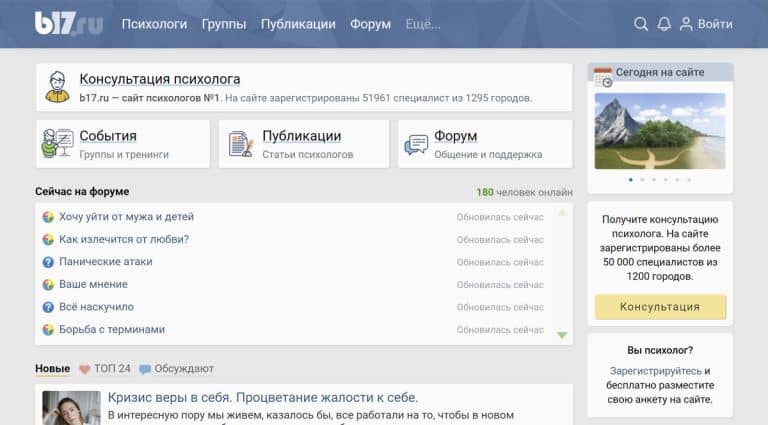 b17.ru Психологи Группы Публикации Форум Ещё... Войти
Консультация психолога
b17.ru — сайт психологов №1. На сайте зарегистрированы 51961 специалист из 1295 городов.
События
Группы и тренинги
Публикации
Статьи психологов
Форум
Общение и поддержка
Сейчас на форуме
180 человек онлайн
Хочу уйти от мужа и детей Обновилась сейчас
Как излечится от любви? Обновилась сейчас
Панические атаки Обновилась сейчас
Ваше мнение Обновилась сейчас
Всё наскучило Обновилась сейчас
Борьба с терминами Обновилась сейчас
Новые ТОП 24 Обсуждают
Кризис веры в себя. Процветание жалости к себе.
В интересную пору мы живем, казалось бы, все работали на то, чтобы в новом
Сегодня на сайте
Получите консультацию
психолога. На сайте
зарегистрированы более
50 000 специалистов из
1200 городов.
Консультация
Вы психолог?
Зарегистрируйтесь и
бесплатно разместите
свою анкету на сайте.